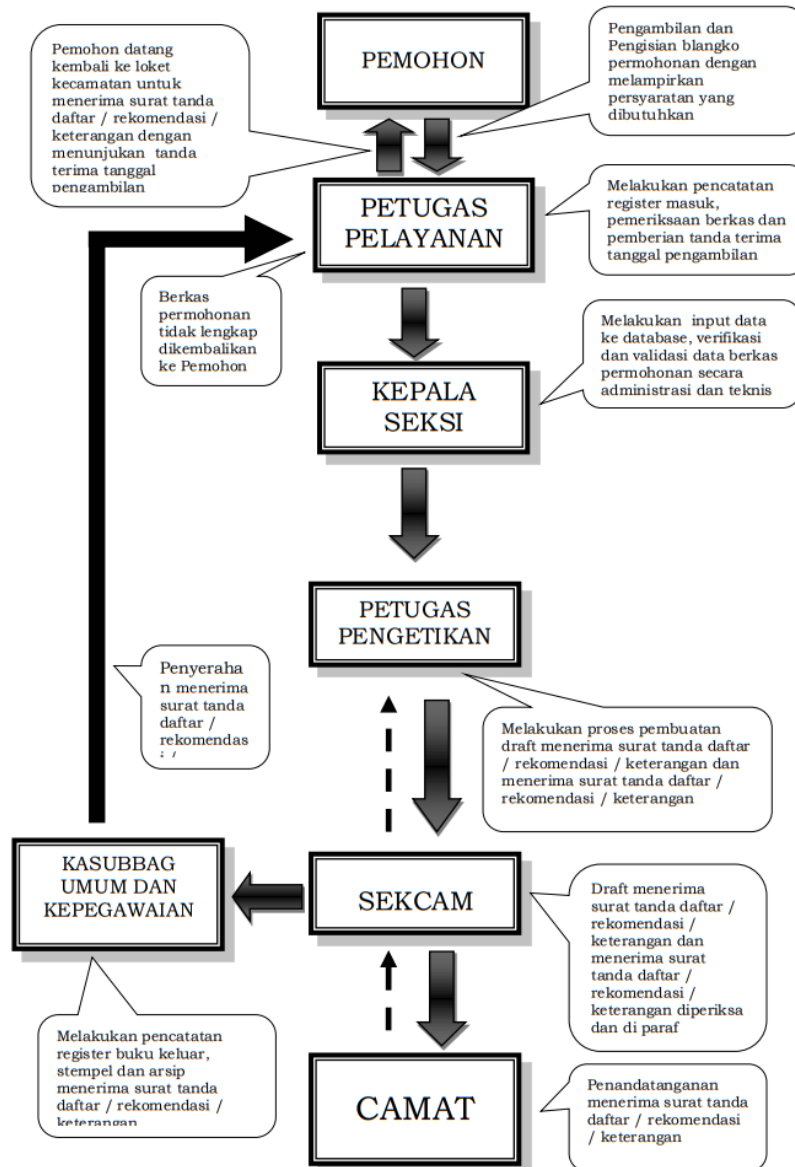 Pemohon datang
kembali ke loket
kecamatan untuk
menerima surat tanda
daftar / rekomendasi /
keterangan dengan
menunjukan tanda
terima tanggal
pengambilan
PEMOHON
Pengambilan dan
Pengisian blangko
permohonan dengan
melampirkan
persyaratan yang
dibutuhkan
PETUGAS
PELAYANAN
Melakukan pencatatan
register masuk,
pemeriksaan berkas dan
pemberian tanda terima
tanggal pengambilan
Berkas
permohonan
tidak lengkap
dikembalikan
ke Pemohon
KEPALA
SEKSI
Melakukan input data
ke database, verifikasi
dan validasi data berkas
permohonan secara
administrasi dan teknis
PETUGAS
PENGETIKAN
Penyeraha
n menerima
surat tanda
daftar /
rekomendas
i /
Melakukan proses pembuatan
draft menerima surat tanda daftar
/ rekomendasi / keterangan dan
menerima surat tanda daftar /
rekomendasi / keterangan
KASUBBAG
UMUM DAN
KEPEGAWAIAN
SEKCAM
Draft menerima
surat tanda daftar /
rekomendasi /
keterangan dan
menerima surat
tanda daftar /
rekomendasi /
keterangan diperiksa
dan di paraf
Melakukan pencatatan
register buku keluar,
stempel dan arsip
menerima surat tanda
daftar / rekomendasi /
keterangan
CAMAT
Penandatanganan
menerima surat tanda
daftar / rekomendasi
/ keterangan